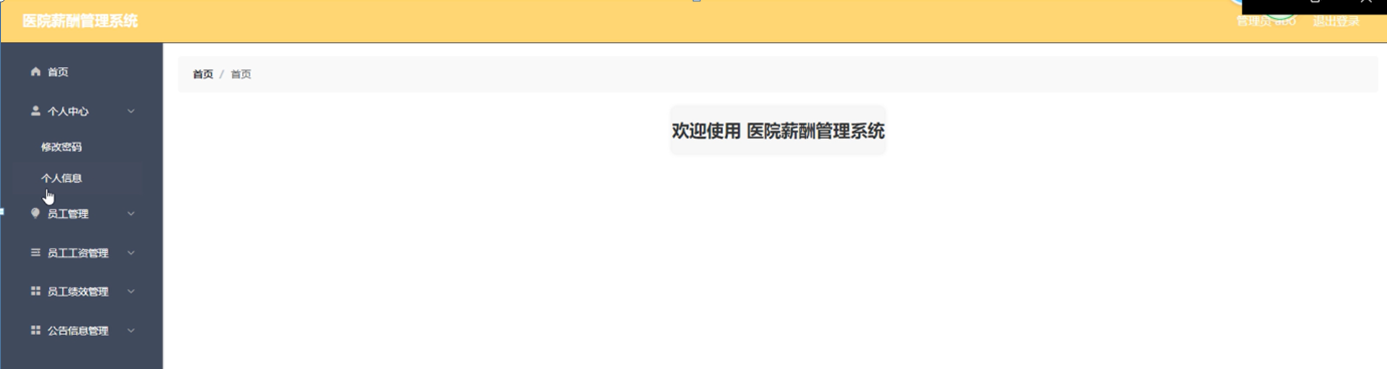 医院薪酬管理系统
管理员 abo 退出登录
首页
个人中心
修改密码
个人信息
员工管理
员工工资管理
员工绩效管理
公告信息管理
首页 / 首页
欢迎使用 医院薪酬管理系统